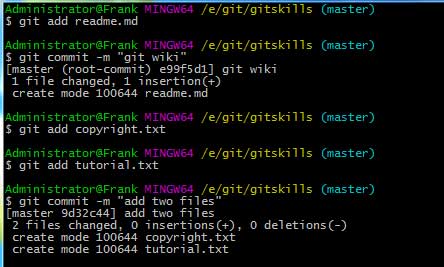 Administrator@Frank MINGW64 /e/git/gitskills (master)
$ git add readme.md
Administrator@Frank MINGW64 /e/git/gitskills (master)
$ git commit -m "git wiki"
[master (root-commit) e99f5d1] git wiki
1 file changed, 1 insertion(+)
create mode 100644 readme.md
Administrator@Frank MINGW64 /e/git/gitskills (master)
$ git add copyright.txt
Administrator@Frank MINGW64 /e/git/gitskills (master)
$ git add tutorial.txt
Administrator@Frank MINGW64 /e/git/gitskills (master)
$ git commit -m "add two files"
[master 9d32c44] add two files
2 files changed, 0 insertions(+), 0 deletions(-)
create mode 100644 copyright.txt
create mode 100644 tutorial.txt